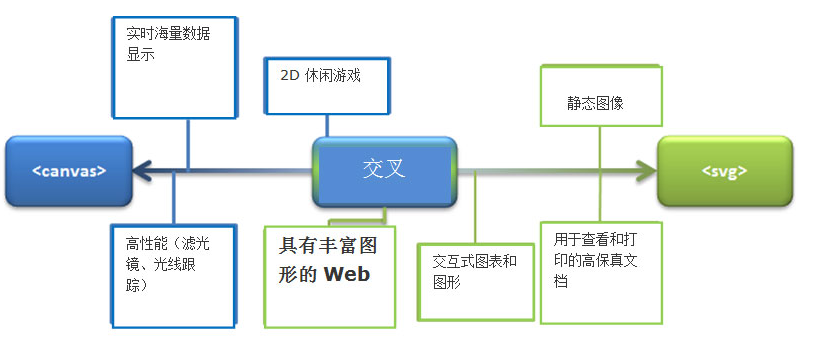 实时海量数据
显示
2D 休闲游戏
静态图像
<canvas>
交叉
<svg>
高性能（滤光
镜、光线跟
踪）
具有丰富图
形的 Web
交互式图表和
图形
用于查看和打
印的高保真文
档